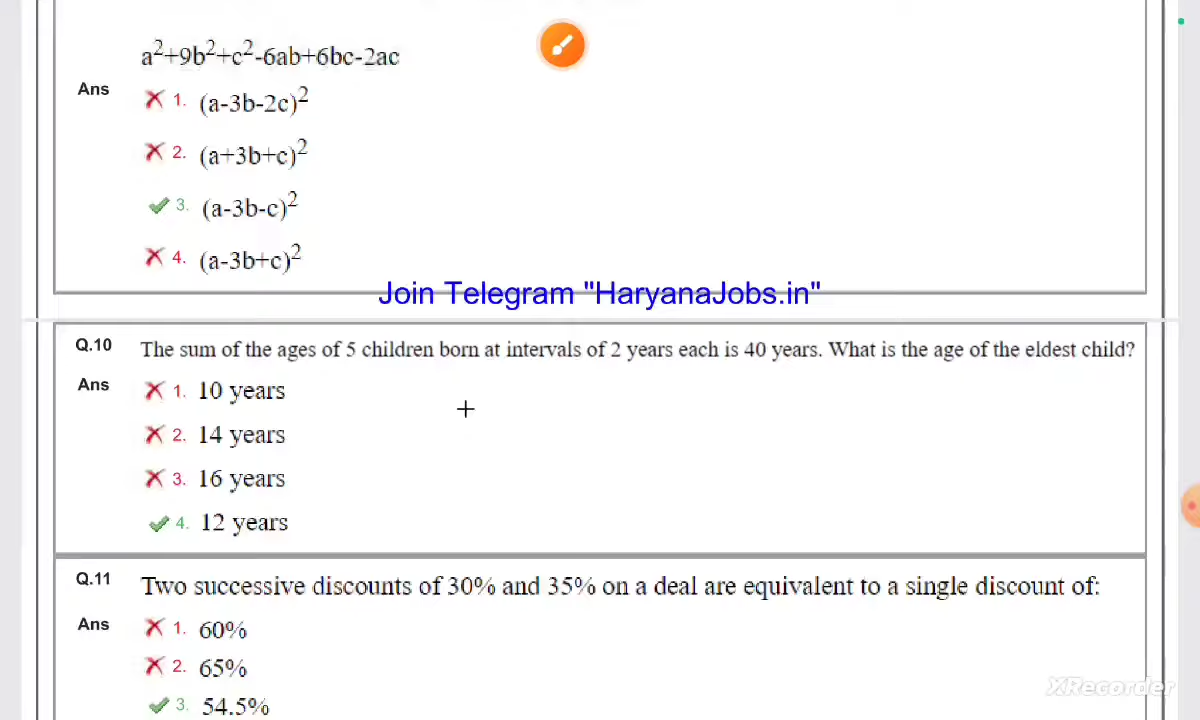 a²+9b²+c²-6ab+6bc-2ac
Ans
1. (a-3b-2c)²
2. (a+3b+c)²
3. (a-3b-c)²
4. (a-3b+c)²
Join Telegram "HaryanaJobs.in"
Q.10 The sum of the ages of 5 children born at intervals of 2 years each is 40 years. What is the age of the eldest child?
Ans
1. 10 years
2. 14 years
3. 16 years
4. 12 years
Q.11 Two successive discounts of 30% and 35% on a deal are equivalent to a single discount of:
Ans
1. 60%
2. 65%
3. 54.5%
XRecorder